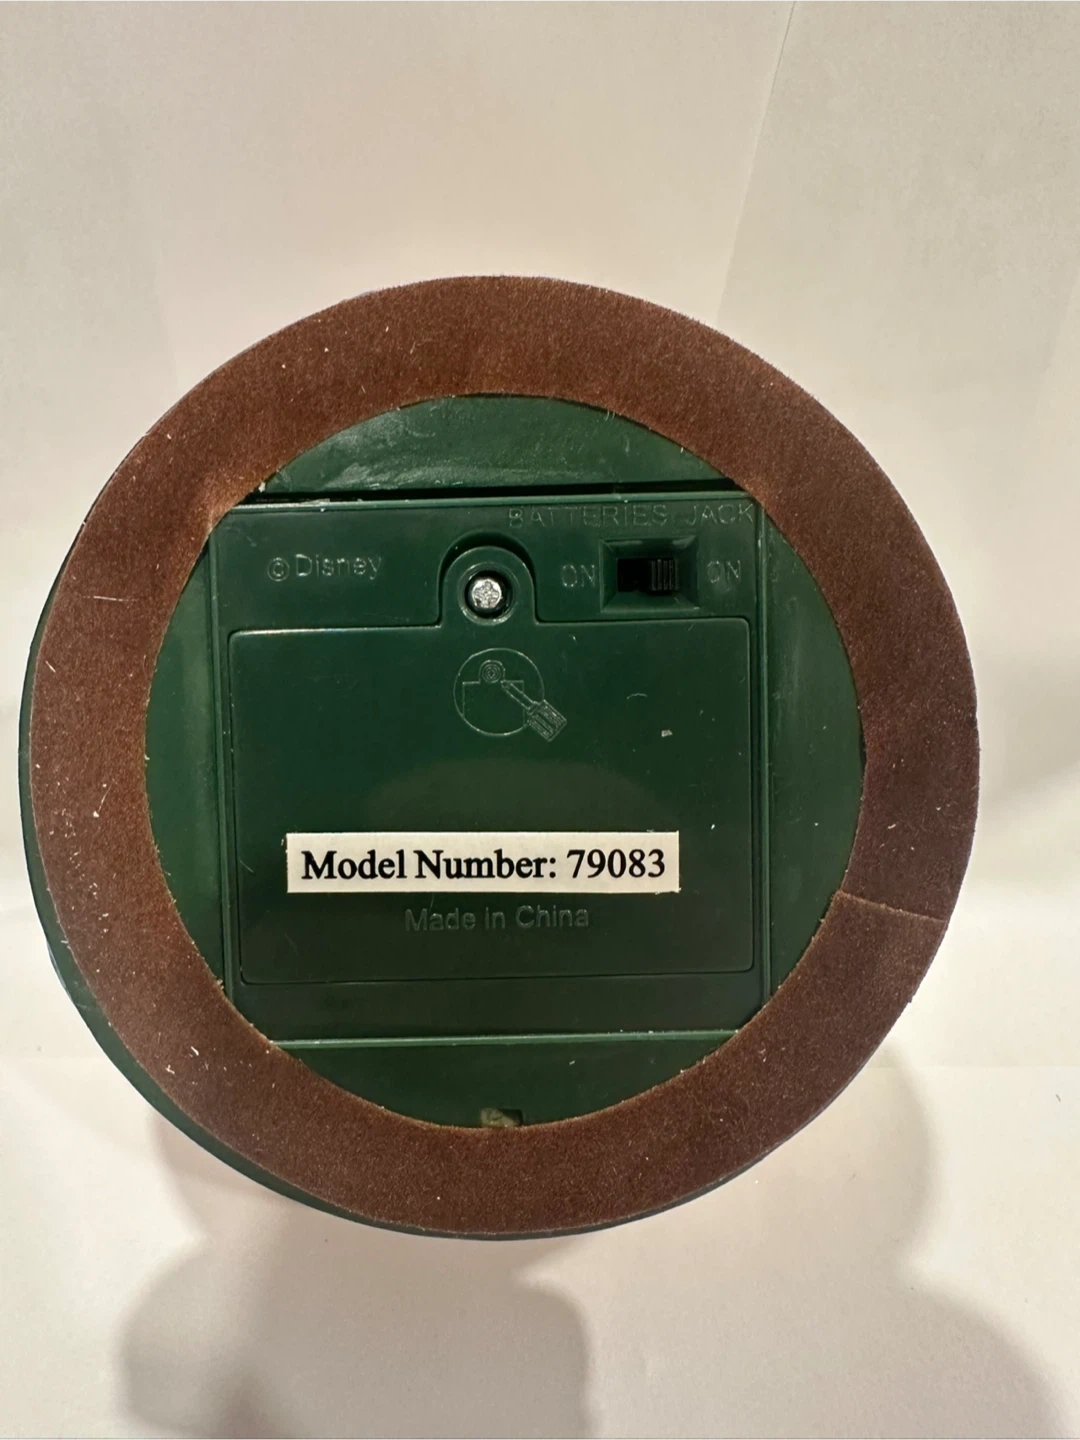 BATTERIES JACK
©Disney
ON ON
Model Number: 79083
Made in China